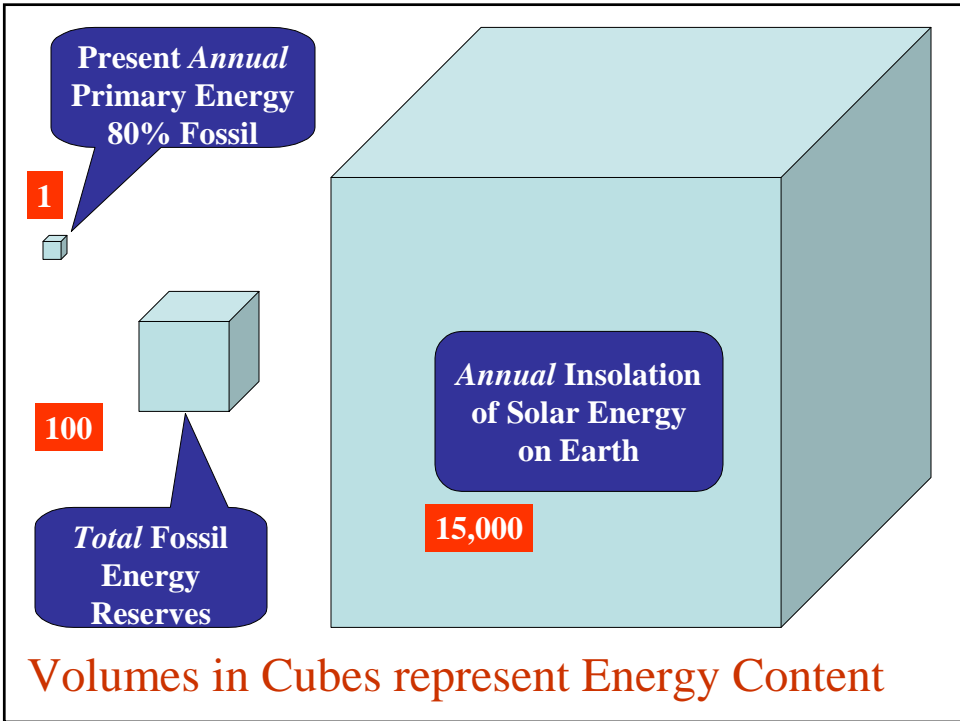 Present Annual
Primary Energy
80% Fossil
1
100
Total Fossil
Energy
Reserves
Annual Insolation
of Solar Energy
on Earth
15,000
Volumes in Cubes represent Energy Content